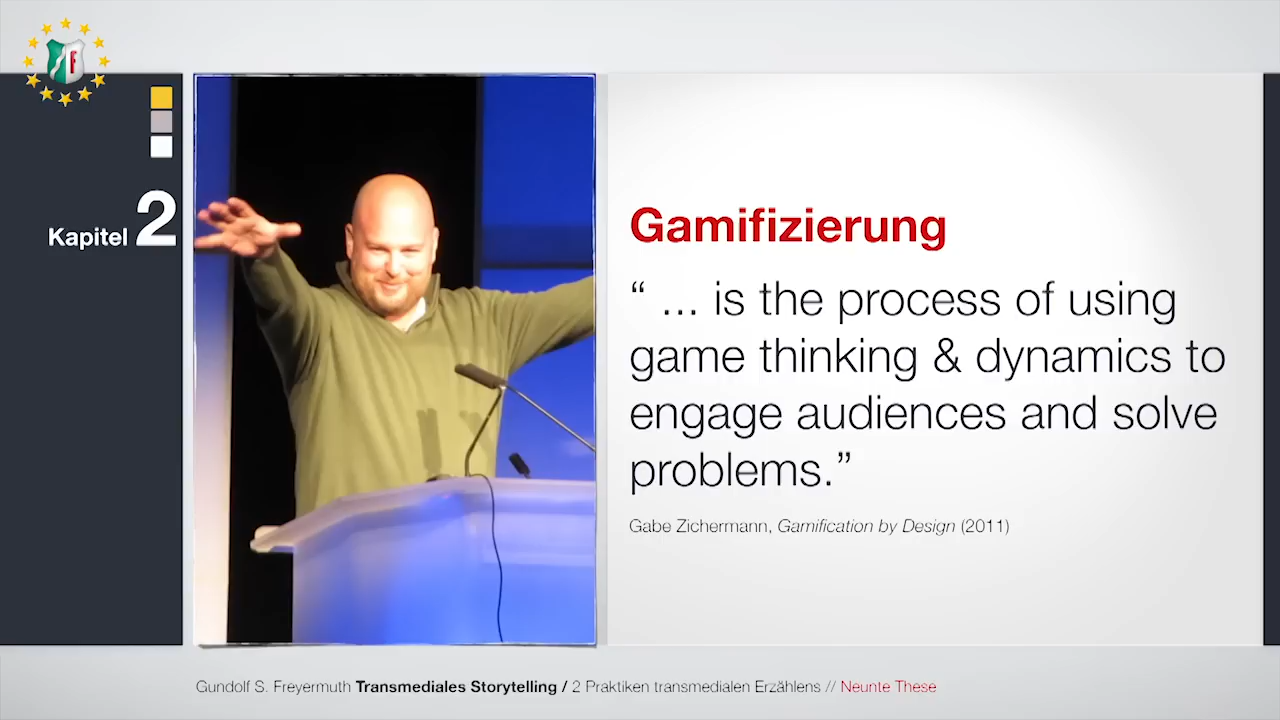 F
Kapitel 2
Gamifizierung
“ ... is the process of using
game thinking & dynamics to
engage audiences and solve
problems.”
Gabe Zichermann, Gamification by Design (2011)
Gundolf S. Freyermuth Transmediales Storytelling / 2 Praktiken transmedialen Erzählens // Neunte These